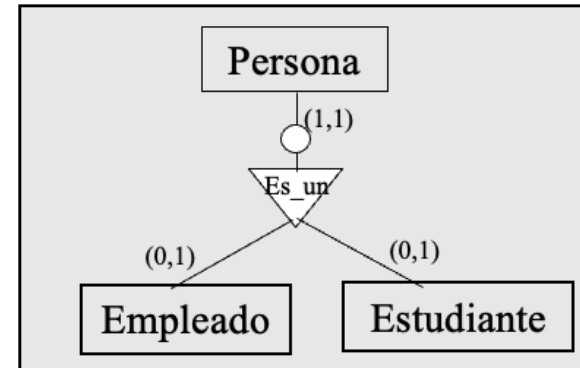 Persona
(1,1)
Es_un
(0,1) (0,1)
Empleado Estudiante